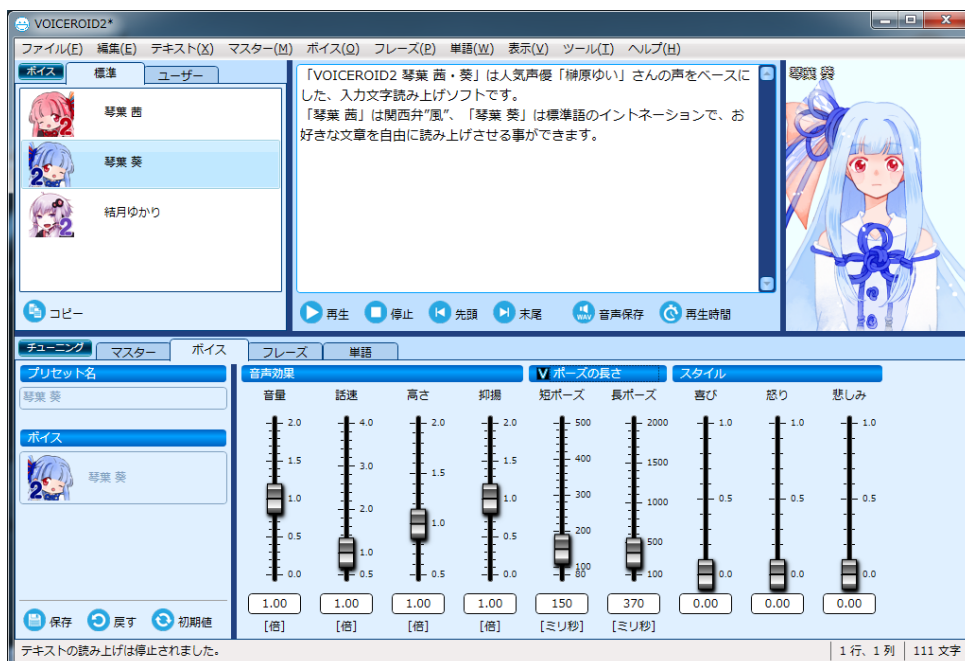 VOICEROID2*
ファイル(F) 編集(E) テキスト(X) マスター(M) ボイス(O) フレーズ(P) 単語(W) 表示(V) ツール(T) ヘルプ(H)
ボイス 標準 ユーザー
琴葉 茜
琴葉 葵
結月ゆかり
コピー
「VOICEROID2 琴葉 茜・葵」は人気声優「榊原ゆい」さんの声をベースに
した、入力文字読み上げソフトです。
「琴葉 茜」は関西弁"風"、「琴葉 葵」は標準語のイントネーションで、お
好きな文章を自由に読み上げさせる事ができます。
再生 停止 先頭 末尾 WAV 音声保存 再生時間
琴葉 葵
チューニング マスター ボイス フレーズ 単語
プリセット名
琴葉 葵
ボイス
琴葉 葵
保存 戻す 初期値
音声効果 ポーズの長さ スタイル
音量 話速 高さ 抑揚 短ポーズ 長ポーズ 喜び 怒り 悲しみ
2.0 4.0 2.0 2.0 500 2000 1.0 1.0 1.0
1.5 3.0 1.5 1.5 400 1500
1.0 2.0 1.0 1.0 300 1000 0.5 0.5 0.5
0.5 1.0 0.5 0.5 200 500
0.0 0.5 0.0 100 80 100 0.0 0.0 0.0
1.00 1.00 1.00 1.00 150 370 0.00 0.00 0.00
[倍] [倍] [倍] [倍] [ミリ秒] [ミリ秒]
テキストの読み上げは停止されました。 1 行、1 列 111 文字